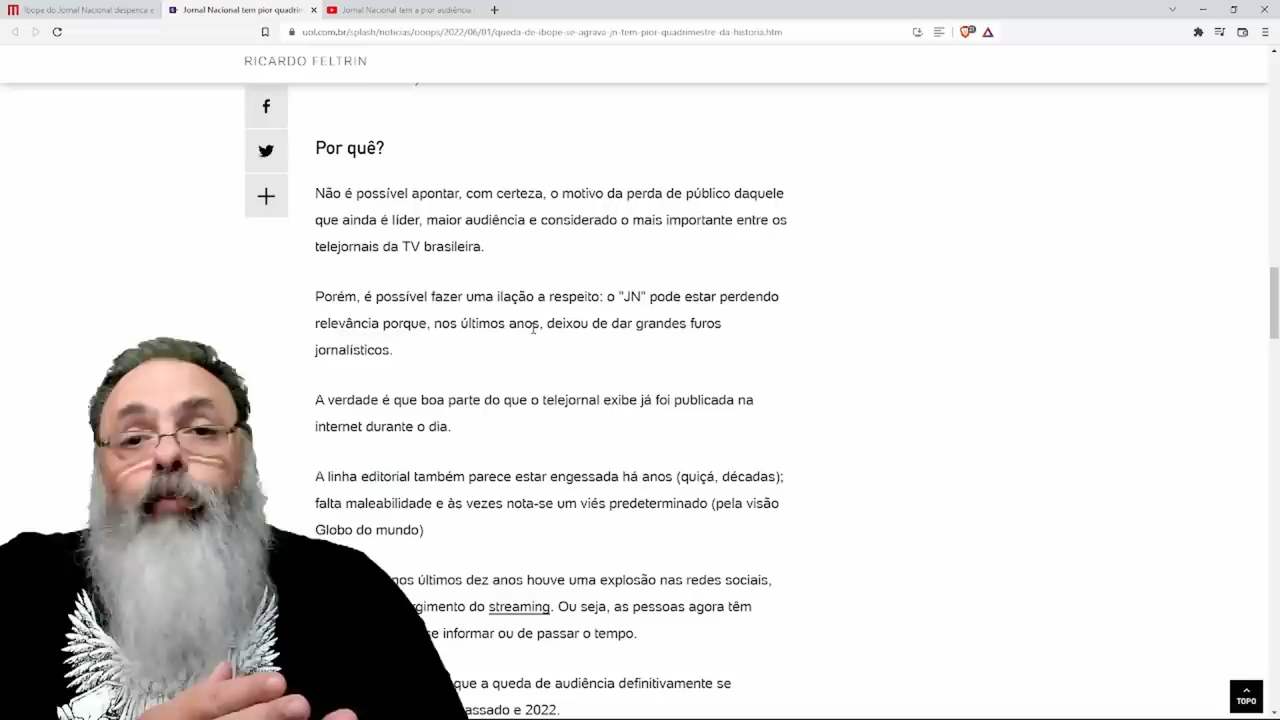 Ibope do Jornal Nacional despenca e
Jornal Nacional tem pior quadrim
Jornal Nacional tem a pior audiência
uol.com.br/splash/noticias/ooops/2022/06/01/queda-de-ibope-se-agrava-jn-tem-pior-quadrimestre-da-historia.htm
RICARDO FELTRIN
Por quê?
Não é possível apontar, com certeza, o motivo da perda de público daquele
que ainda é líder, maior audiência e considerado o mais importante entre os
telejornais da TV brasileira.
Porém, é possível fazer uma ilação a respeito: o "JN" pode estar perdendo
relevância porque, nos últimos anos, deixou de dar grandes furos
jornalísticos.
A verdade é que boa parte do que o telejornal exibe já foi publicada na
internet durante o dia.
A linha editorial também parece estar engessada há anos (quiçá, décadas);
falta maleabilidade e às vezes nota-se um viés predeterminado (pela visão
Globo do mundo)
nos últimos dez anos houve uma explosão nas redes sociais,
rgimento do streaming. Ou seja, as pessoas agora têm
se informar ou de passar o tempo.
que a queda de audiência definitivamente se
assado e 2022.
TOPO